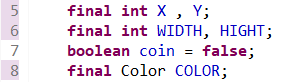 5 final int X , Y;
6 final int WIDTH, HIGHT;
7 boolean coin = false;
8 final Color COLOR;